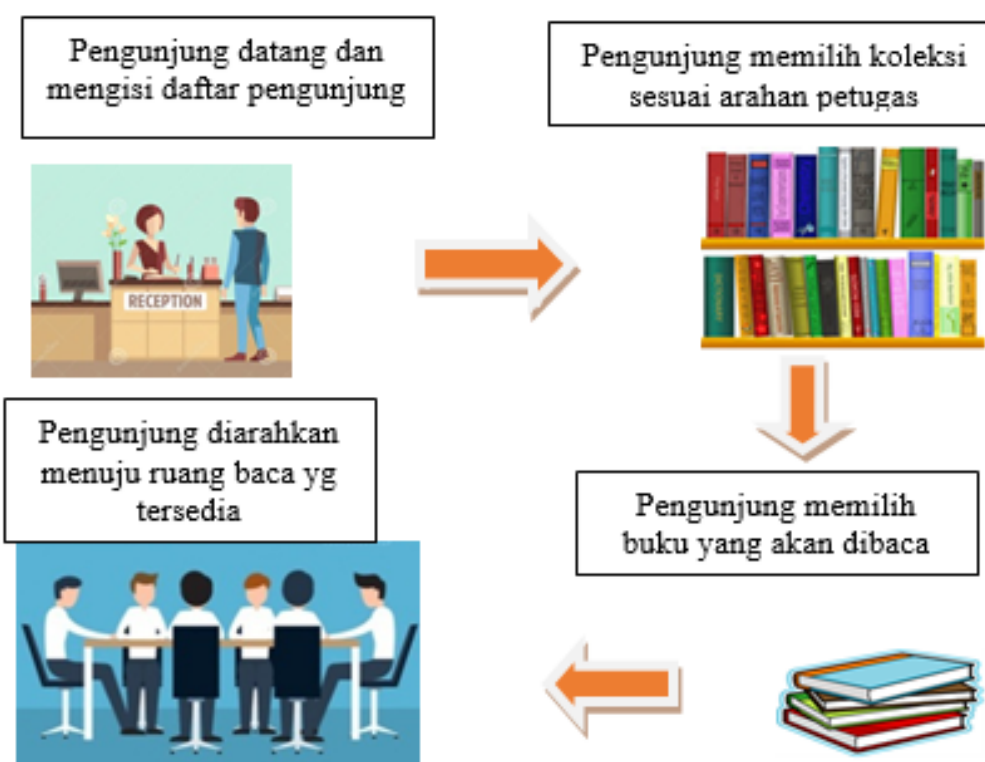 Pengunjung datang dan
mengisi daftar pengunjung
RECEPTION
Pengunjung memilih koleksi
sesuai arahan petugas
DICTIONARY
Pengunjung memilih
buku yang akan dibaca
Pengunjung diarahkan
menuju ruang baca yg
tersedia